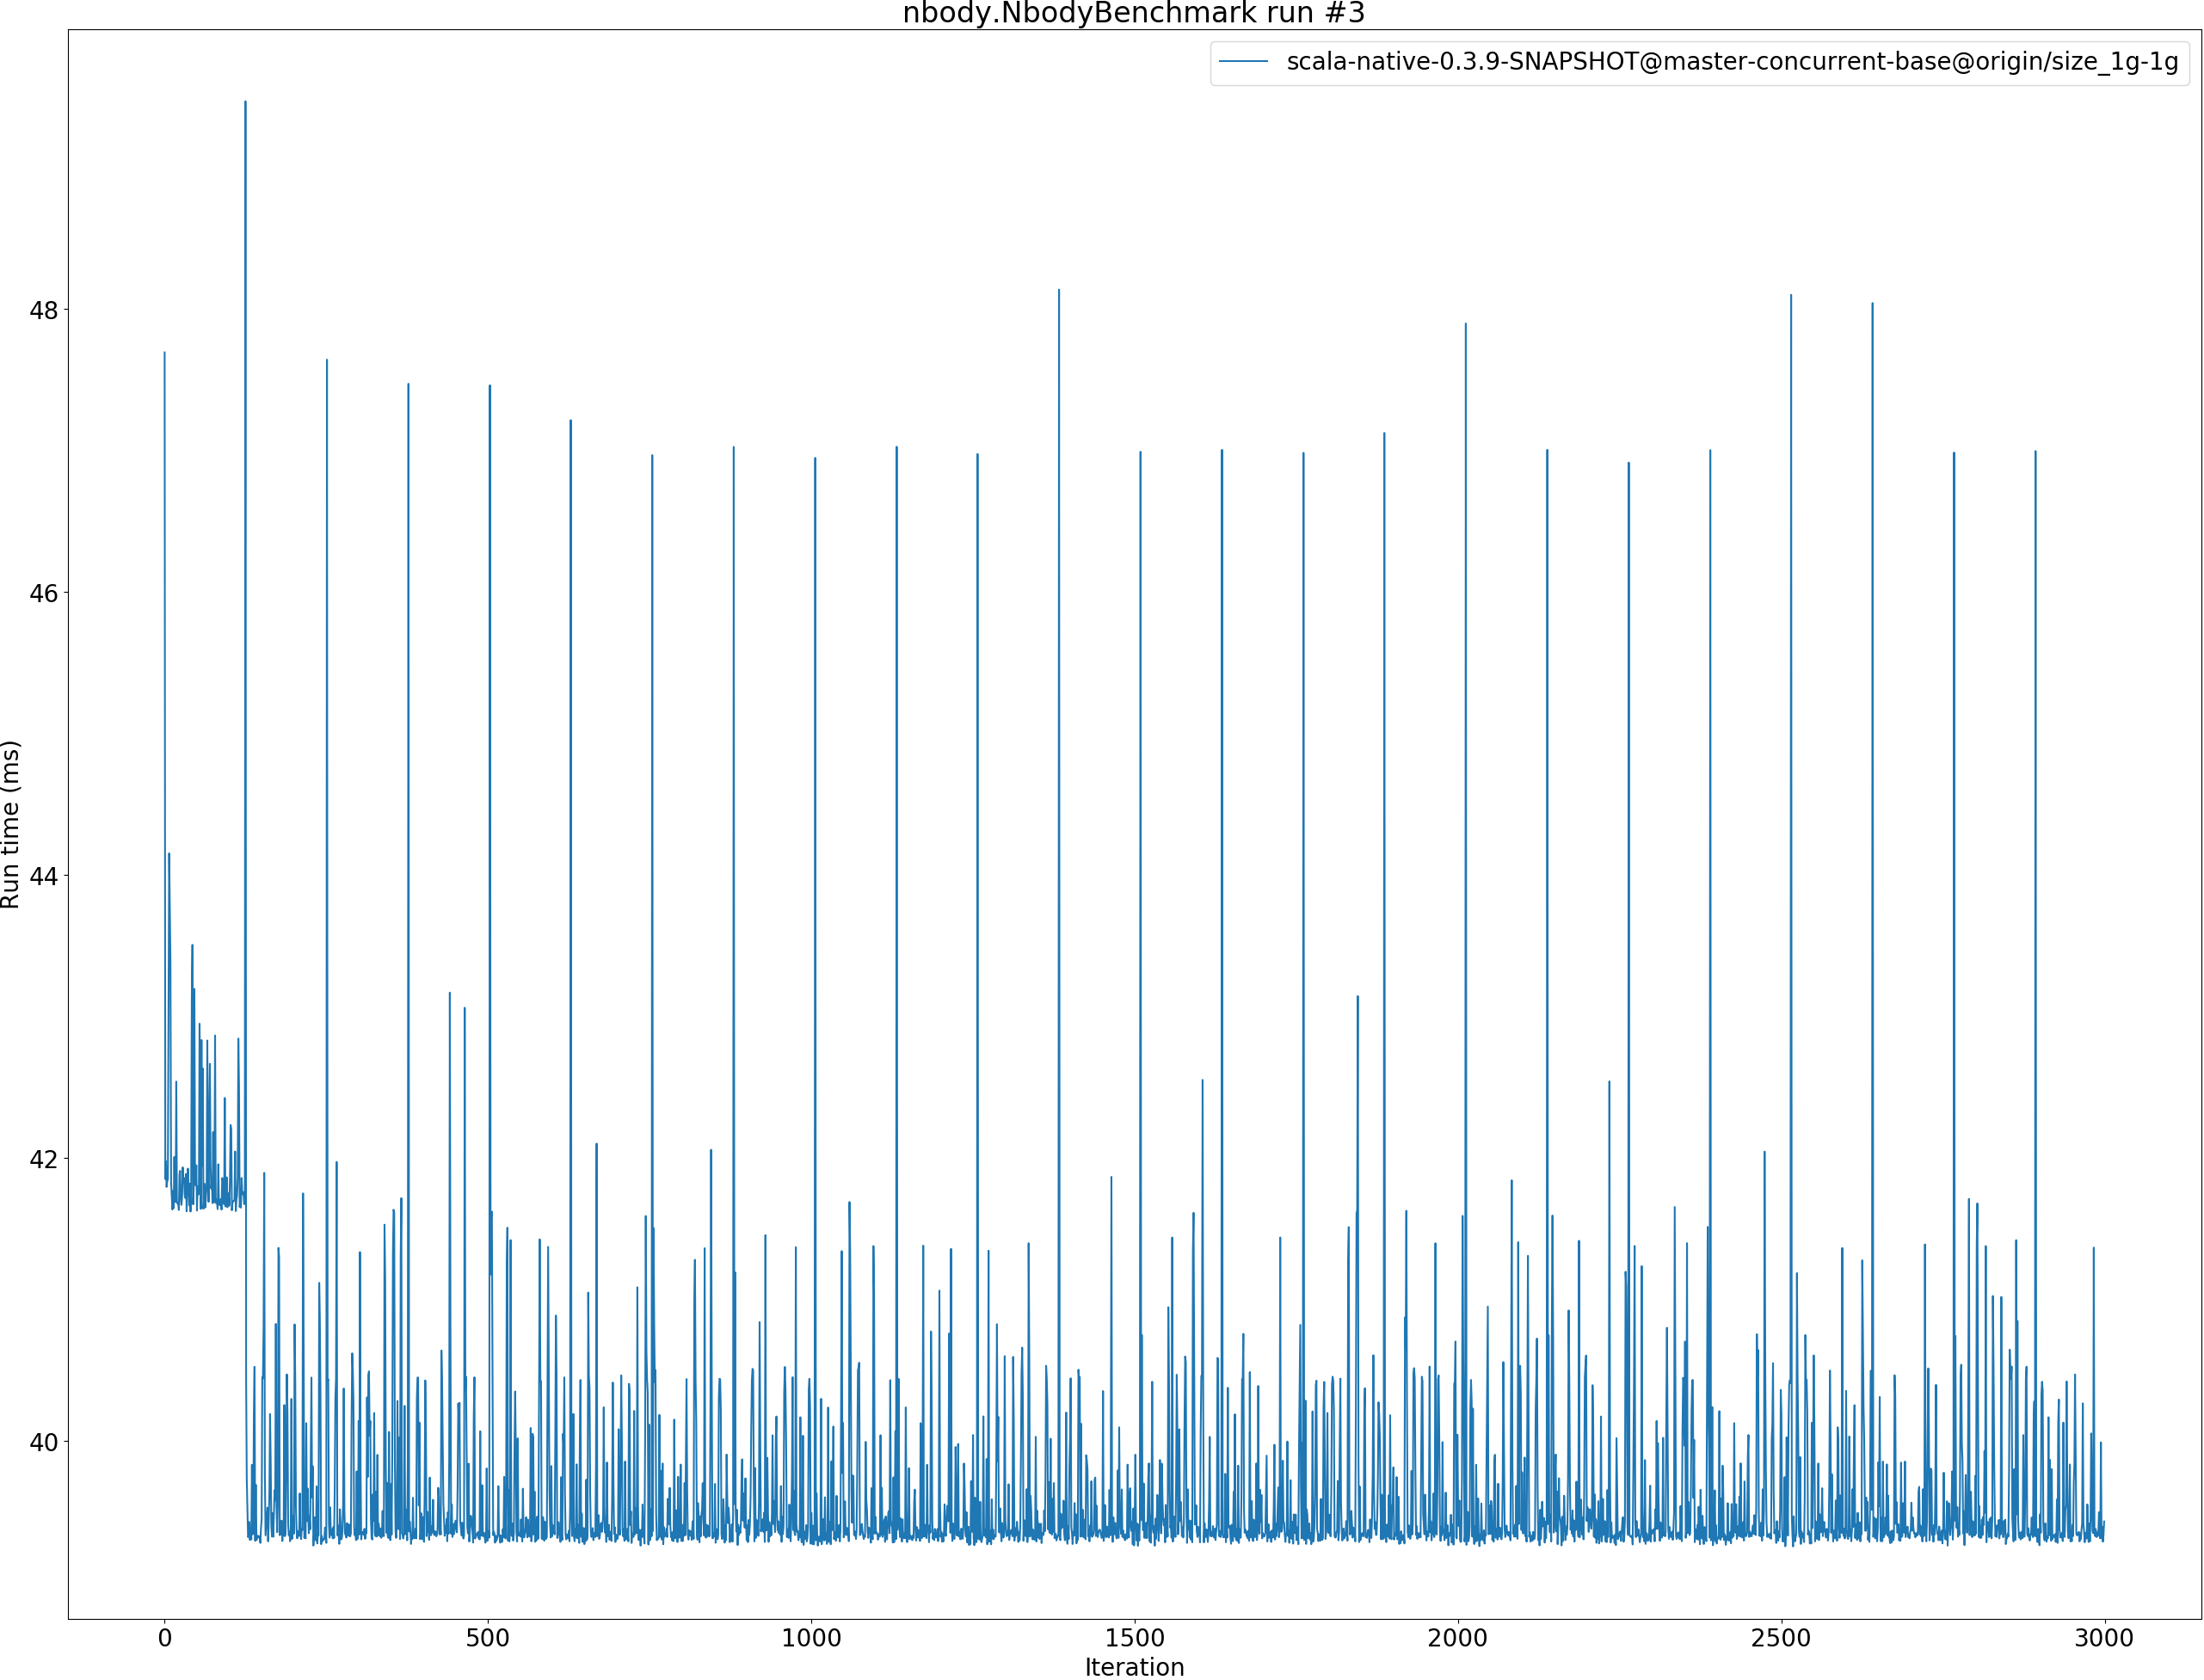 nbody.NbodyBenchmark run #3
scala-native-0.3.9-SNAPSHOT@master-concurrent-base@origin/size_1g-1g
48
46
44
42
40
Run time (ms)
0 500 1000 1500 2000 2500 3000
Iteration